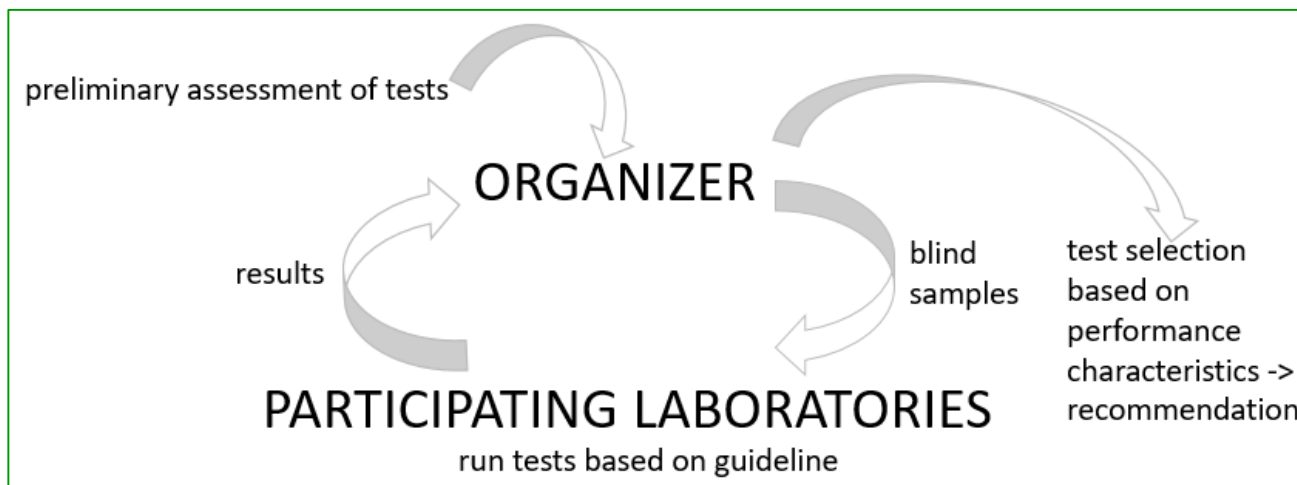 preliminary assessment of tests
ORGANIZER
results
blind
samples
test selection
based on
performance
characteristics ->
recommendation
PARTICIPATING LABORATORIES
run tests based on guideline